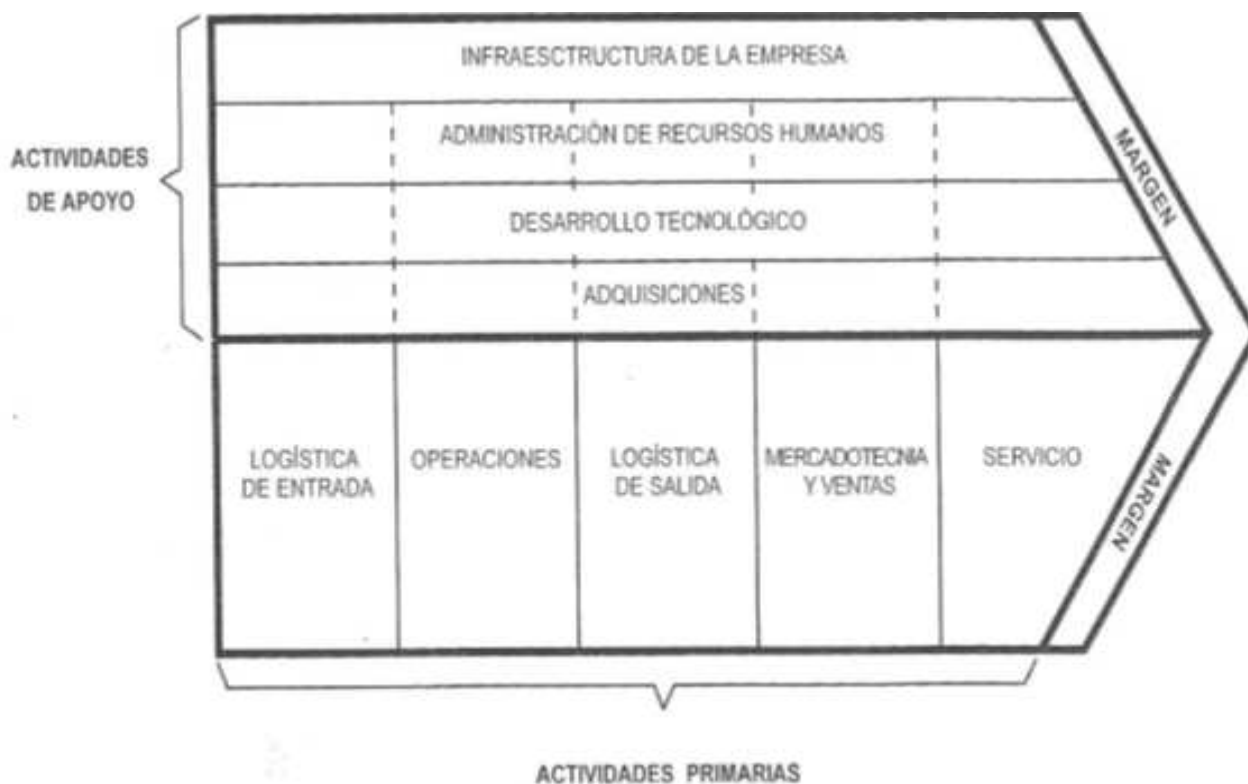 INFRAESCTRUCTURA DE LA EMPRESA
ADMINISTRACIÓN DE RECURSOS HUMANOS
ACTIVIDADES
DE APOYO
DESARROLLO TECNOLÓGICO
ADQUISICIONES
MARGEN
LOGÍSTICA
DE ENTRADA
OPERACIONES
LOGÍSTICA
DE SALIDA
MERCADOTECNIA
Y VENTAS
SERVICIO
MARGEN
ACTIVIDADES PRIMARIAS